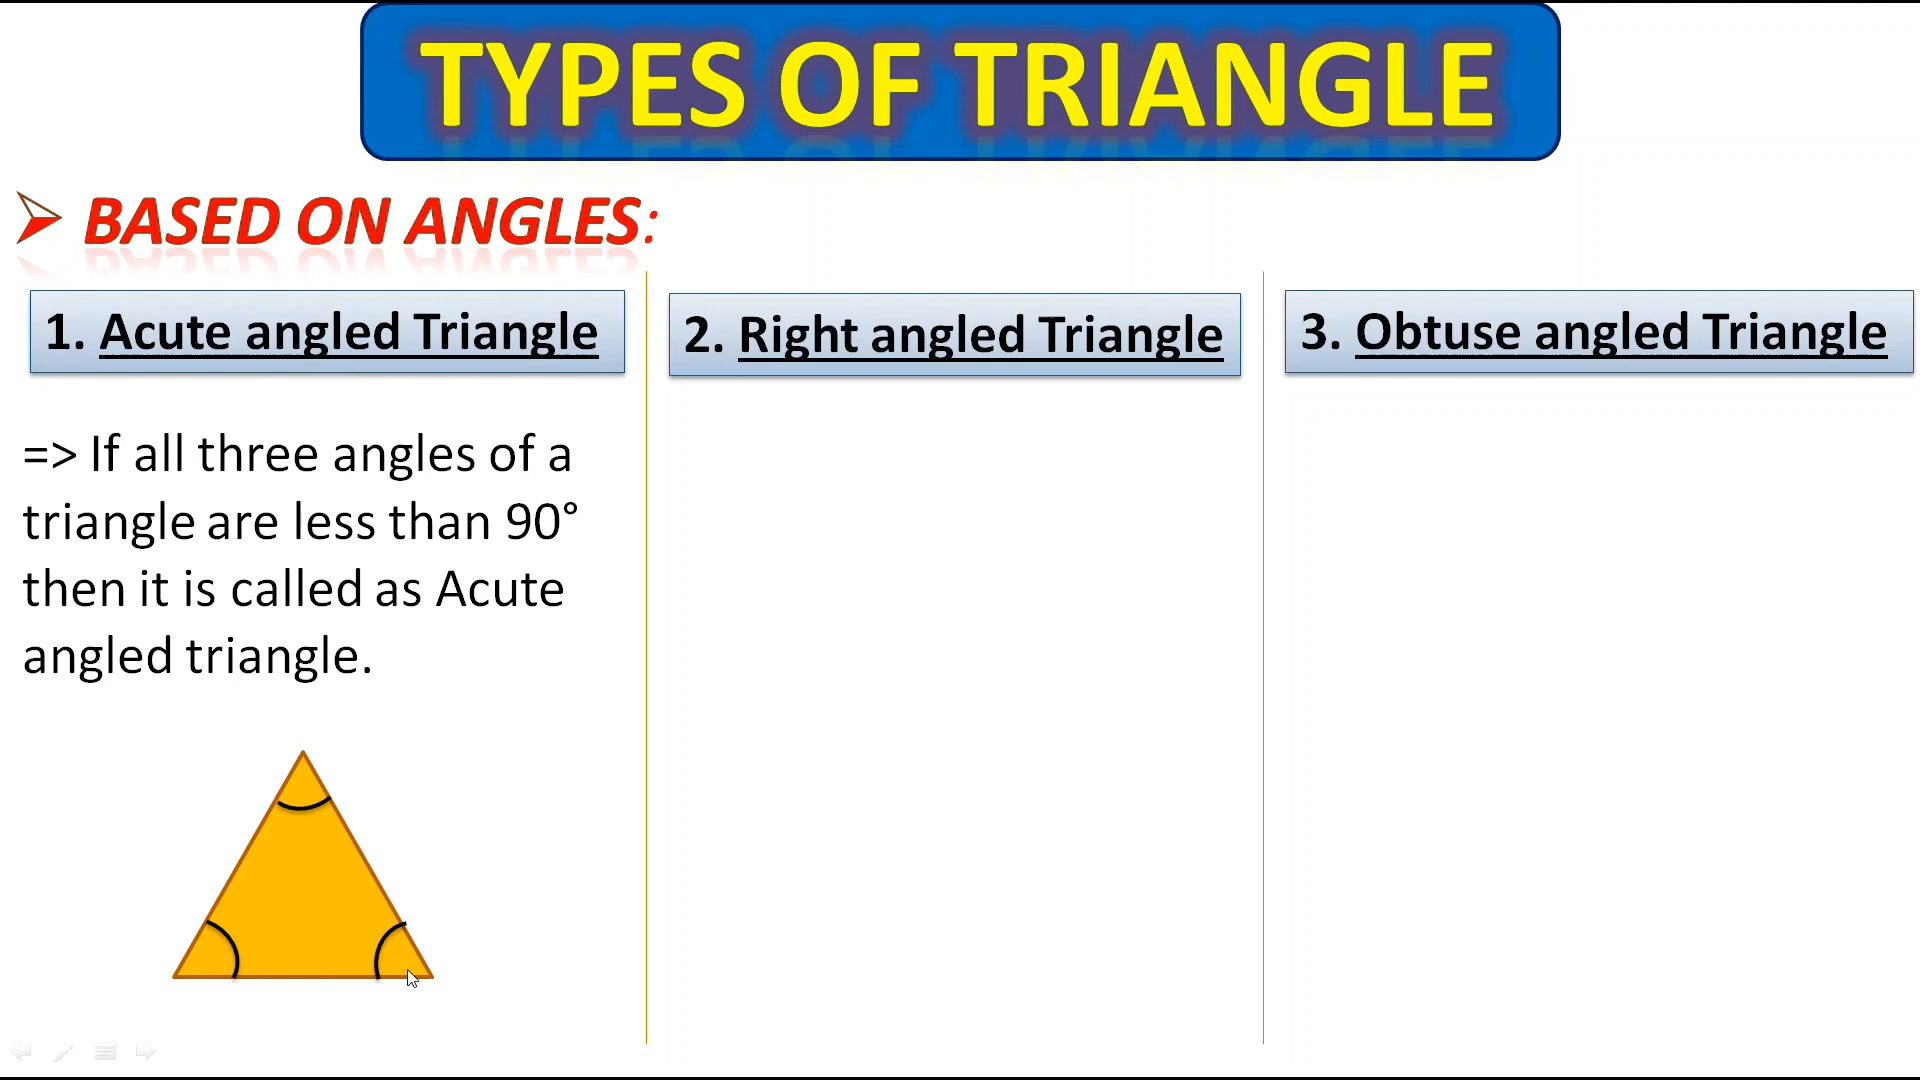 TYPES OF TRIANGLE
BASED ON ANGLES:
1. Acute angled Triangle
2. Right angled Triangle
3. Obtuse angled Triangle
=> If all three angles of a
triangle are less than 90°
then it is called as Acute
angled triangle.